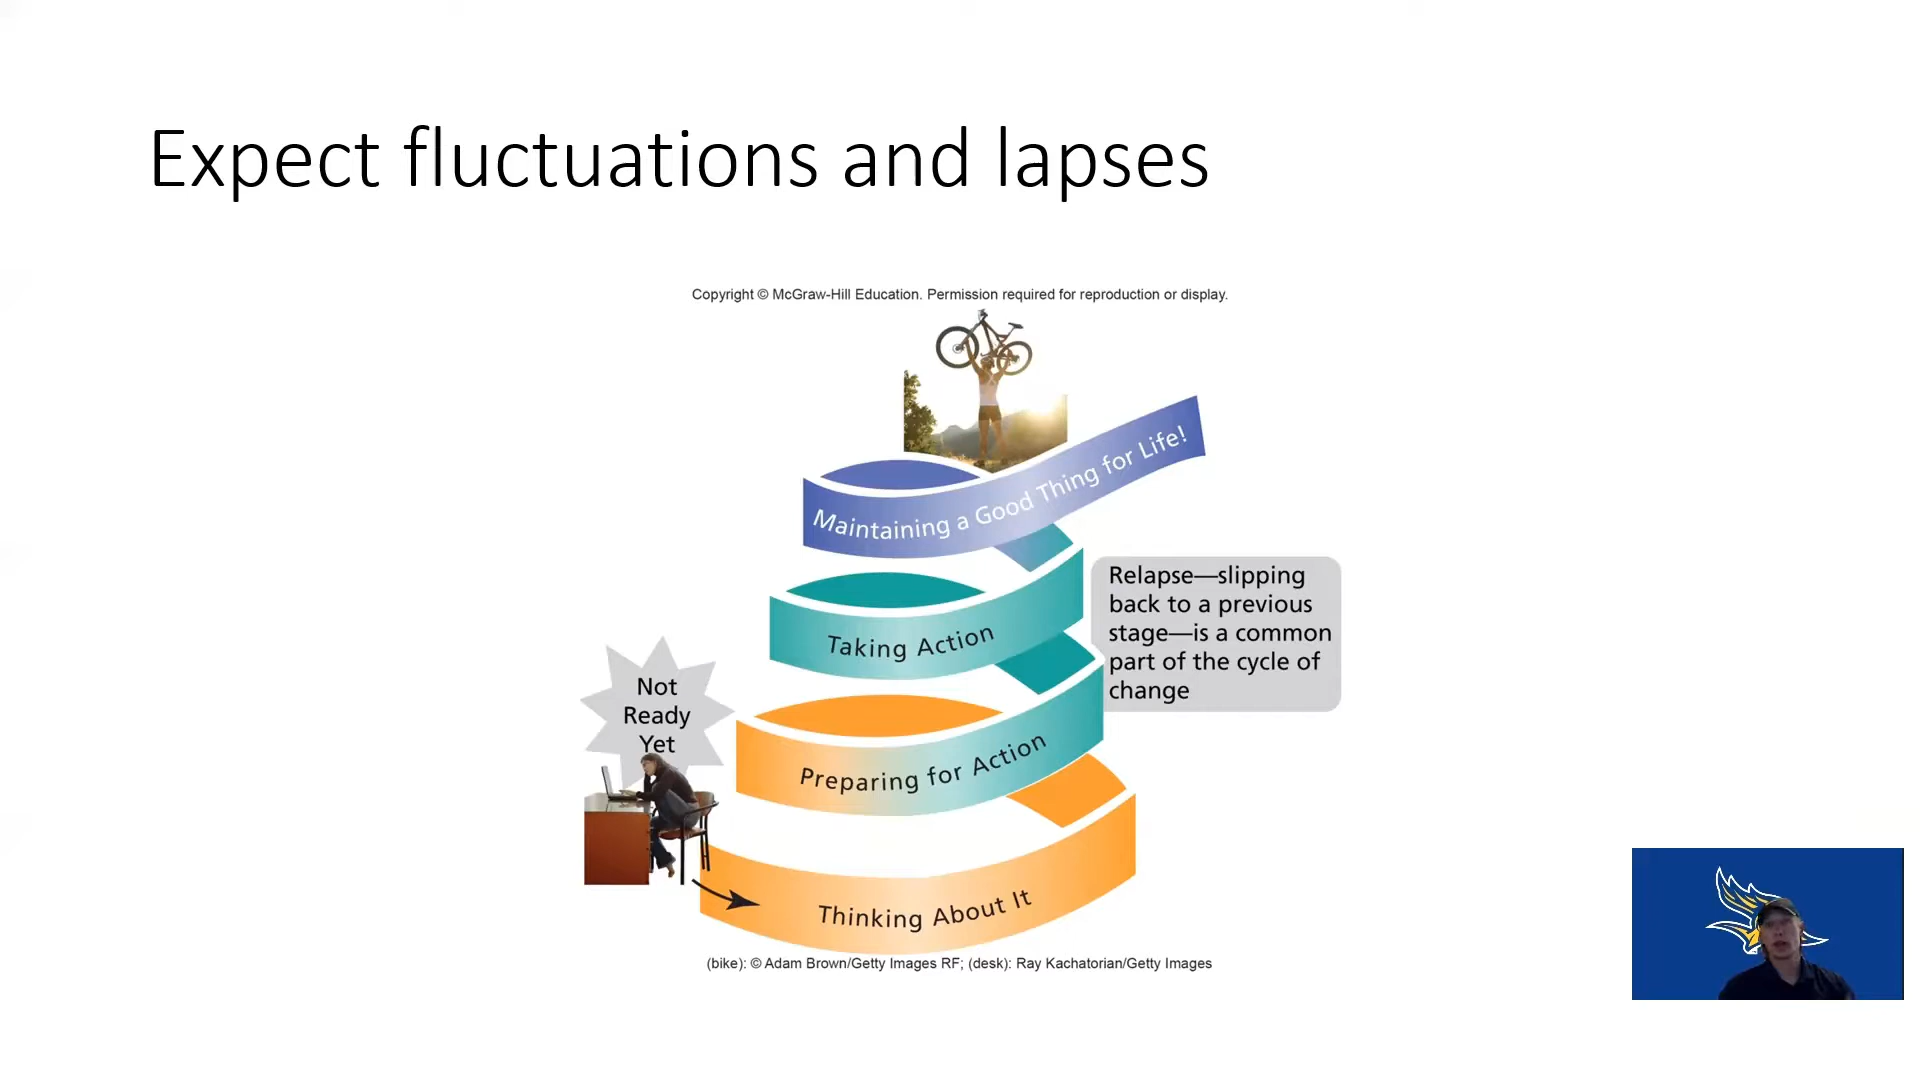 Expect fluctuations and lapses
Copyright © McGraw-Hill Education. Permission required for reproduction or display.
Maintaining a Good Thing for Life!
Relapse—slipping
back to a previous
stage—is a common
part of the cycle of
change
Taking Action
Not
Ready
Yet
Preparing for Action
Thinking About It
(bike): © Adam Brown/Getty Images RF; (desk): Ray Kachatorian/Getty Images